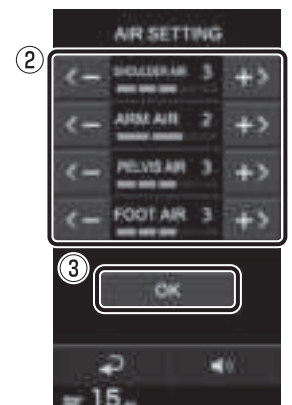 AIR SETTING
②
<− SHOULDER AIR 3 +>
<− ARM AIR 2 +>
<− PELVIS AIR 3 +>
<− FOOT AIR 3 +>
③
OK
15